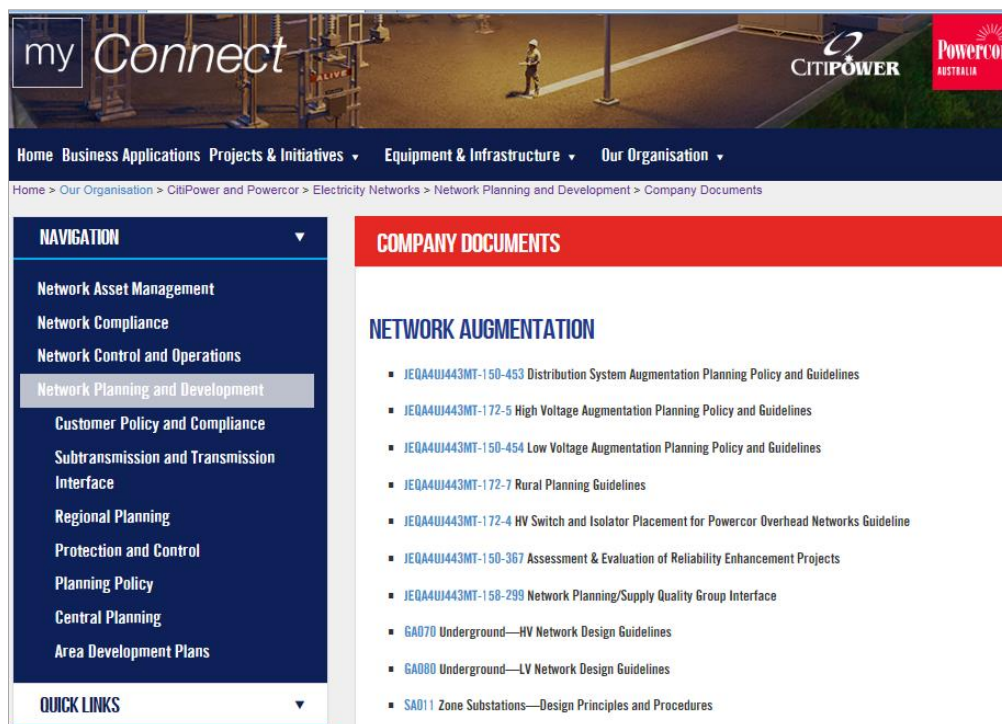 my Connect
ALIVE
CITIPOWER
Powercor
AUSTRALIA
Home Business Applications Projects & Initiatives Equipment & Infrastructure Our Organisation
Home > Our Organisation > CitiPower and Powercor > Electricity Networks > Network Planning and Development > Company Documents
NAVIGATION
Network Asset Management
Network Compliance
Network Control and Operations
Network Planning and Development
Customer Policy and Compliance
Subtransmission and Transmission
Interface
Regional Planning
Protection and Control
Planning Policy
Central Planning
Area Development Plans
QUICK LINKS
COMPANY DOCUMENTS
NETWORK AUGMENTATION
JEQA4UJ443MT-150-453 Distribution System Augmentation Planning Policy and Guidelines
JEQA4UJ443MT-172-5 High Voltage Augmentation Planning Policy and Guidelines
JEQA4UJ443MT-150-454 Low Voltage Augmentation Planning Policy and Guidelines
JEQA4UJ443MT-172-7 Rural Planning Guidelines
JEQA4UJ443MT-172-4 HV Switch and Isolator Placement for Powercor Overhead Networks Guideline
JEQA4UJ443MT-150-367 Assessment & Evaluation of Reliability Enhancement Projects
JEQA4UJ443MT-158-299 Network Planning/Supply Quality Group Interface
GA070 Underground—HV Network Design Guidelines
GA080 Underground—LV Network Design Guidelines
SA011 Zone Substations—Design Principles and Procedures